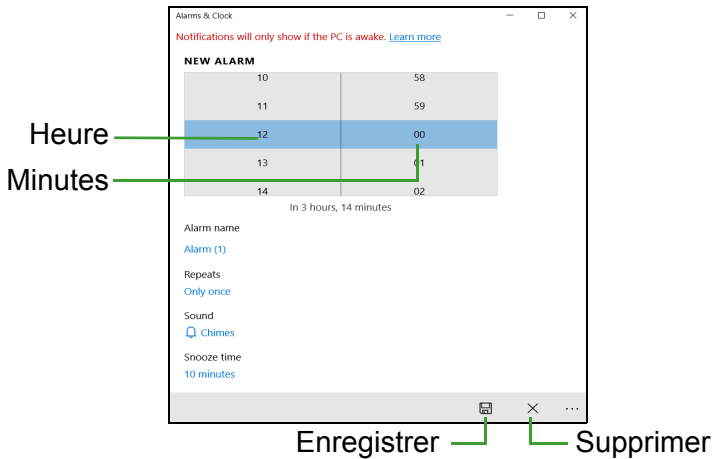 Alarms & Clock
Notifications will only show if the PC is awake. Learn more
NEW ALARM
10 58
11 59
Heure 12 00
13 01
Minutes
14 02
In 3 hours, 14 minutes
Alarm name
Alarm (1)
Repeats
Only once
Sound
Chimes
Snooze time
10 minutes
Enregistrer Supprimer